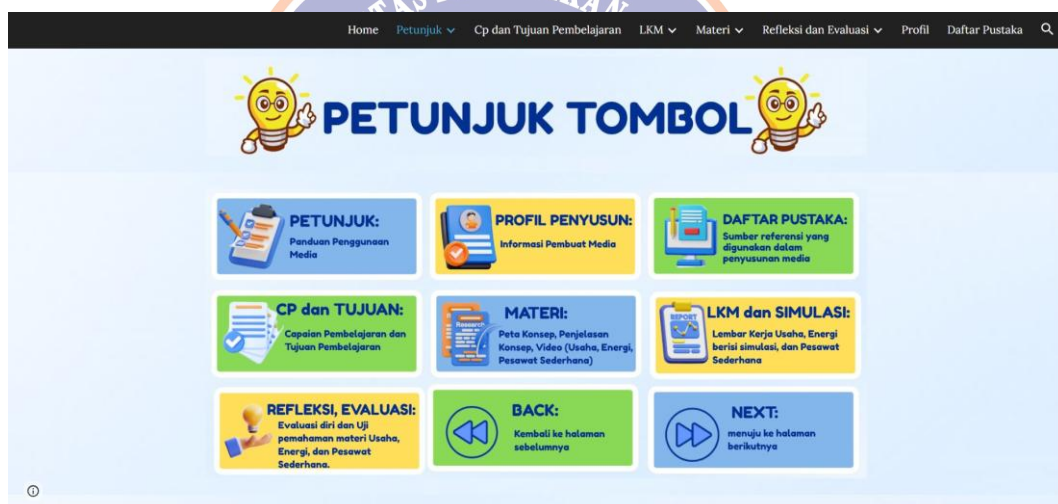 Home Petunjuk Cp dan Tujuan Pembelajaran LKM Materi Refleksi dan Evaluasi Profil Daftar Pustaka
PETUNJUK TOMBOL
PETUNJUK:
Panduan Penggunaan
Media
PROFIL PENYUSUN:
Informasi Pembuat Media
DAFTAR PUSTAKA:
Sumber referensi yang
digunakan dalam
penyusunan media
CP dan TUJUAN:
Capaian Pembelajaran dan
Tujuan Pembelajaran
Research
MATERI:
Peta Konsep, Penjelasan
Konsep, Video (Usaha, Energi,
Pesawat Sederhana)
REPORT
LKM dan SIMULASI:
Lembar Kerja Usaha, Energi
berisi simulasi, dan Pesawat
Sederhana
REFLEKSI, EVALUASI:
Evaluasi diri dan Uji
pemahaman materi Usaha,
Energi, dan Pesawat
Sederhana.
BACK:
Kembali ke halaman
sebelumnya
NEXT:
menuju ke halaman
berikutnya